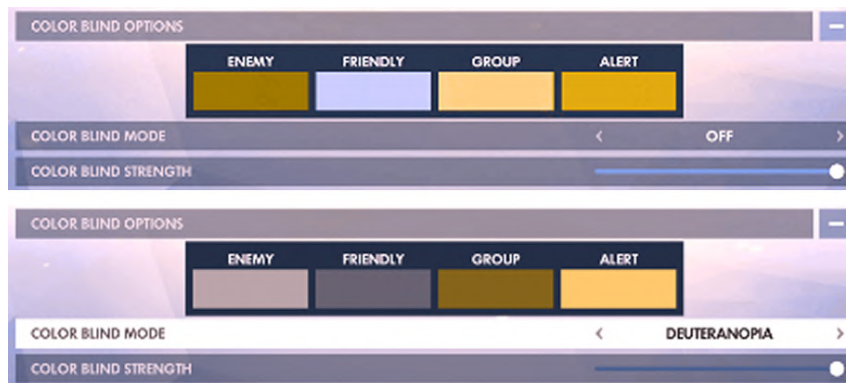 COLOR BLIND OPTIONS
ENEMY FRIENDLY GROUP ALERT
COLOR BLIND MODE < OFF >
COLOR BLIND STRENGTH
COLOR BLIND OPTIONS
ENEMY FRIENDLY GROUP ALERT
COLOR BLIND MODE < DEUTERANOPIA >
COLOR BLIND STRENGTH